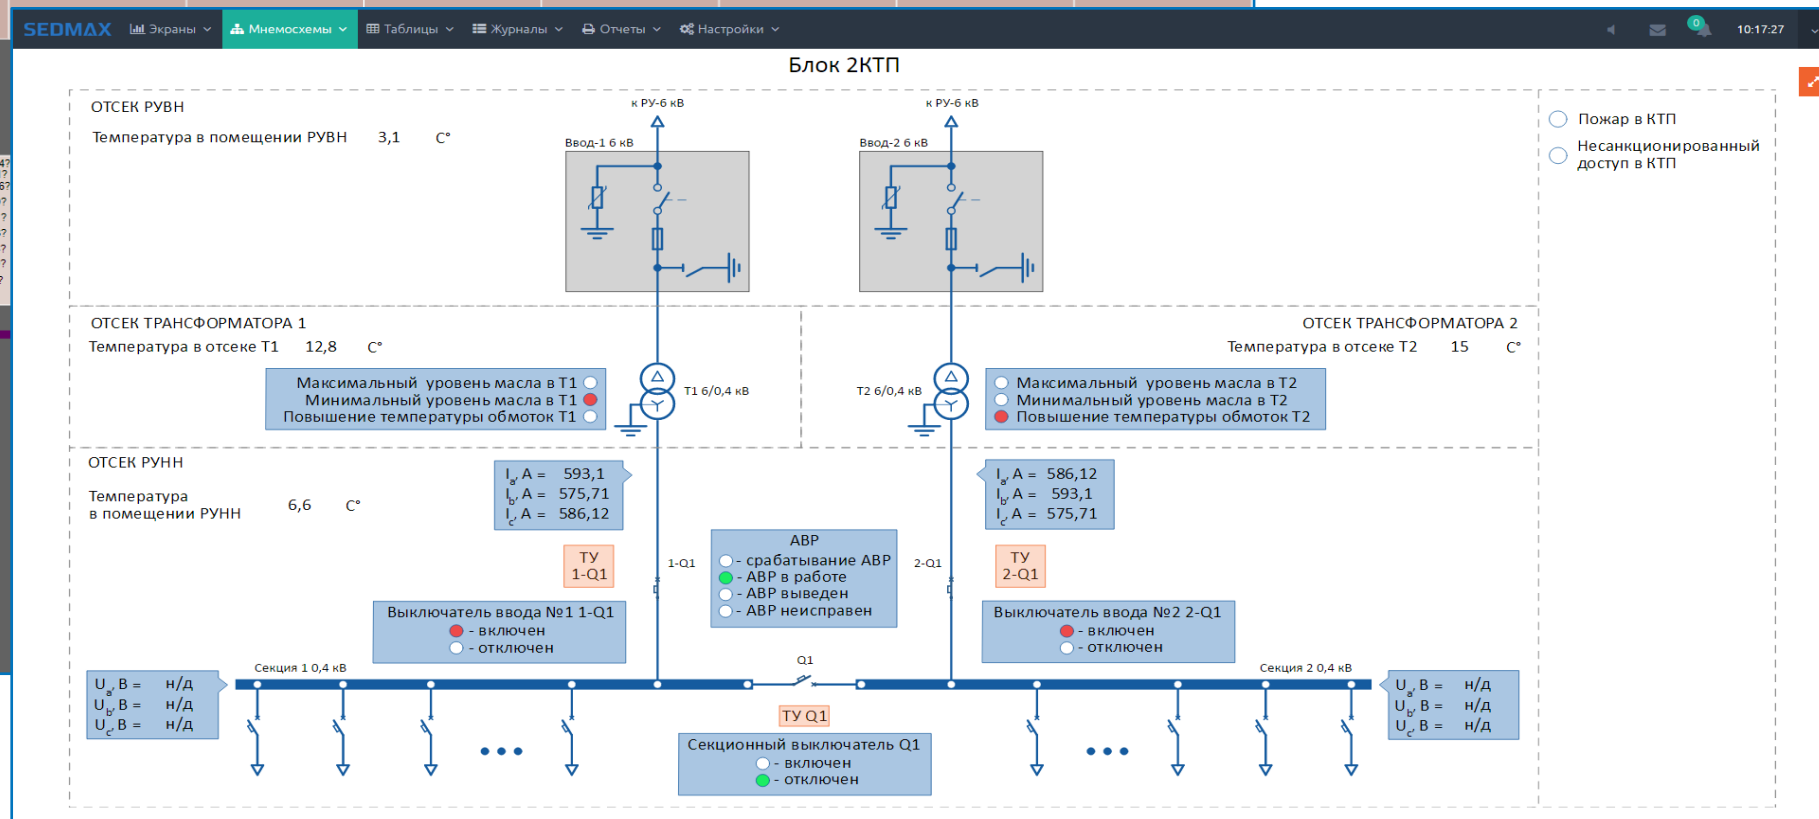 SEDMAX Экраны Мнемосхемы Таблицы Журналы Отчеты Настройки 0 10:17:27
Блок 2КТП
ОТСЕК РУВН
Температура в помещении РУВН 3,1 C°
к РУ-6 кВ
Ввод-1 6 кВ
к РУ-6 кВ
Ввод-2 6 кВ
Пожар в КТП
Несанкционированный
доступ в КТП
ОТСЕК ТРАНСФОРМАТОРА 1
Температура в отсеке Т1 12,8 C°
Максимальный уровень масла в Т1
Минимальный уровень масла в Т1
Повышение температуры обмоток Т1
Т1 6/0,4 кВ
ОТСЕК ТРАНСФОРМАТОРА 2
Температура в отсеке Т2 15 C°
Т2 6/0,4 кВ
Максимальный уровень масла в Т2
Минимальный уровень масла в Т2
Повышение температуры обмоток Т2
ОТСЕК РУНН
Температура
в помещении РУНН 6,6 C°
Ia, А = 593,1
Ib, А = 575,71
Ic, А = 586,12
Ia, А = 586,12
Ib, А = 593,1
Ic, А = 575,71
ТУ
1-Q1
1-Q1
АВР
- срабатывание АВР
- АВР в работе
- АВР выведен
- АВР неисправен
2-Q1
ТУ
2-Q1
Выключатель ввода №1 1-Q1
- включен
- отключен
Выключатель ввода №2 2-Q1
- включен
- отключен
Секция 1 0,4 кВ
Q1
Секция 2 0,4 кВ
Ua, В = н/д
Ub, В = н/д
Uc, В = н/д
Ua, В = н/д
Ub, В = н/д
Uc, В = н/д
ТУ Q1
Секционный выключатель Q1
- включен
- отключен